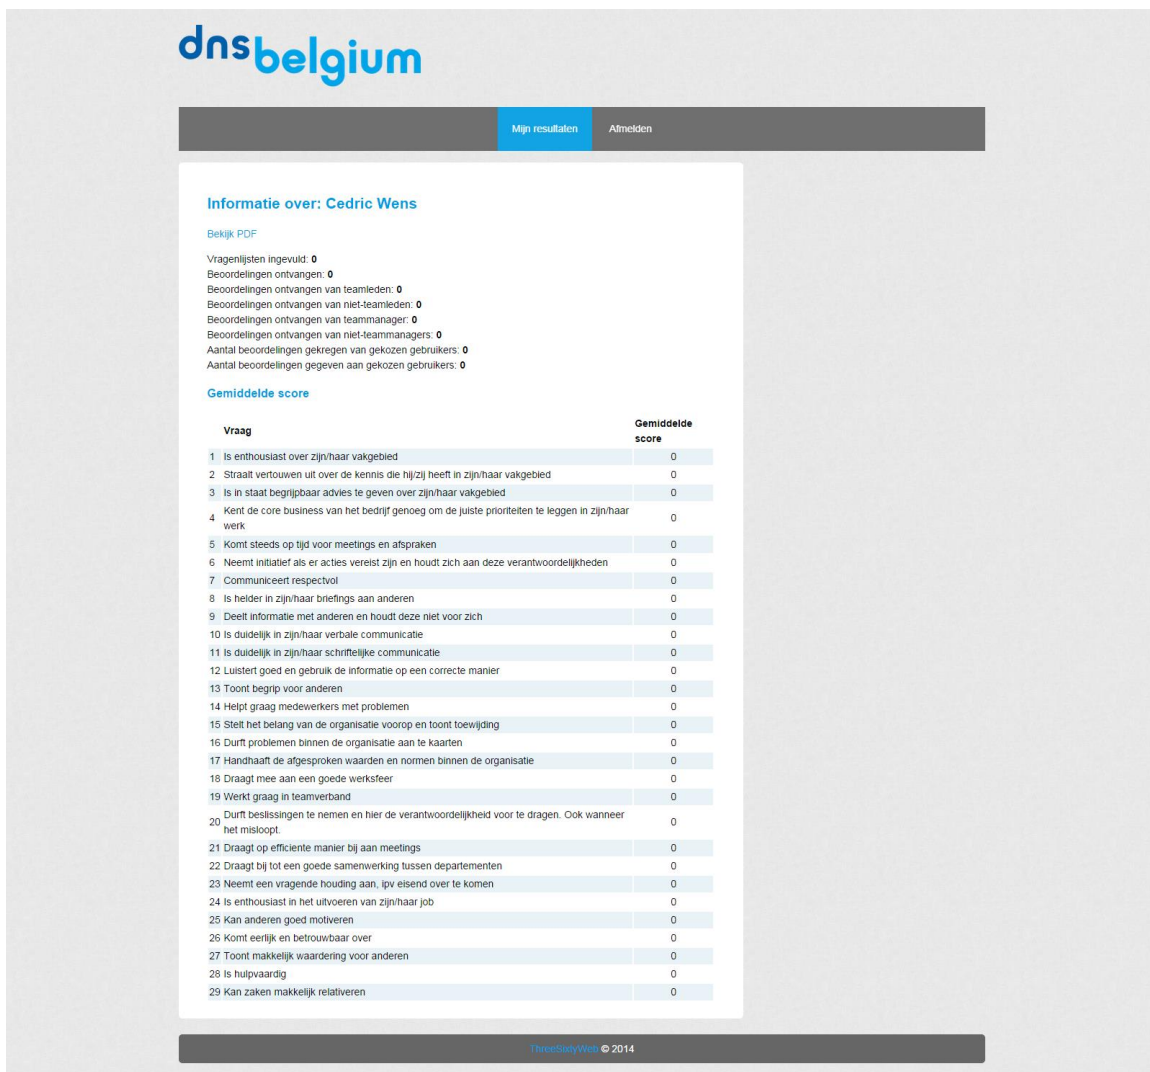 dnsbelgium
Mijn resultaten Afmelden
Informatie over: Cedric Wens
Bekijk PDF
Vragenlijsten ingevuld: 0
Beoordelingen ontvangen: 0
Beoordelingen ontvangen van teamleden: 0
Beoordelingen ontvangen van niet-teamleden: 0
Beoordelingen ontvangen van teammanager: 0
Beoordelingen ontvangen van niet-teammanagers: 0
Aantal beoordelingen gekregen van gekozen gebruikers: 0
Aantal beoordelingen gegeven aan gekozen gebruikers: 0
Gemiddelde score
Vraag Gemiddelde
score
1 Is enthousiast over zijn/haar vakgebied 0
2 Straalt vertouwen uit over de kennis die hij/zij heeft in zijn/haar vakgebied 0
3 Is in staat begrijpbaar advies te geven over zijn/haar vakgebied 0
4 Kent de core business van het bedrijf genoeg om de juiste prioriteiten te leggen in zijn/haar
werk 0
5 Komt steeds op tijd voor meetings en afspraken 0
6 Neemt initiatief als er acties vereist zijn en houdt zich aan deze verantwoordelijkheden 0
7 Communiceert respectvol 0
8 Is helder in zijn/haar briefings aan anderen 0
9 Deelt informatie met anderen en houdt deze niet voor zich 0
10 Is duidelijk in zijn/haar verbale communicatie 0
11 Is duidelijk in zijn/haar schriftelijke communicatie 0
12 Luistert goed en gebruik de informatie op een correcte manier 0
13 Toont begrip voor anderen 0
14 Helpt graag medewerkers met problemen 0
15 Stelt het belang van de organisatie voorop en toont toewijding 0
16 Durft problemen binnen de organisatie aan te kaarten 0
17 Handhaaft de afgesproken waarden en normen binnen de organisatie 0
18 Draagt mee aan een goede werksfeer 0
19 Werkt graag in teamverband 0
20 Durft beslissingen te nemen en hier de verantwoordelijkheid voor te dragen. Ook wanneer
het misloopt. 0
21 Draagt op efficiente manier bij aan meetings 0
22 Draagt bij tot een goede samenwerking tussen departementen 0
23 Neemt een vragende houding aan, ipv eisend over te komen 0
24 Is enthousiast in het uitvoeren van zijn/haar job 0
25 Kan anderen goed motiveren 0
26 Komt eerlijk en betrouwbaar over 0
27 Toont makkelijk waardering voor anderen 0
28 Is hulpvaardig 0
29 Kan zaken makkelijk relativeren 0
ThreeSixtyWeb © 2014